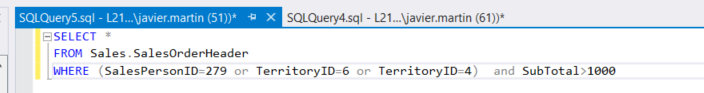 SQLQuery5.sql - L21...\javier.martin (51))* SQLQuery4.sql - L21...\javier.martin (61))*
SELECT *
FROM Sales.SalesOrderHeader
WHERE (SalesPersonID=279 or TerritoryID=6 or TerritoryID=4)  and SubTotal>1000